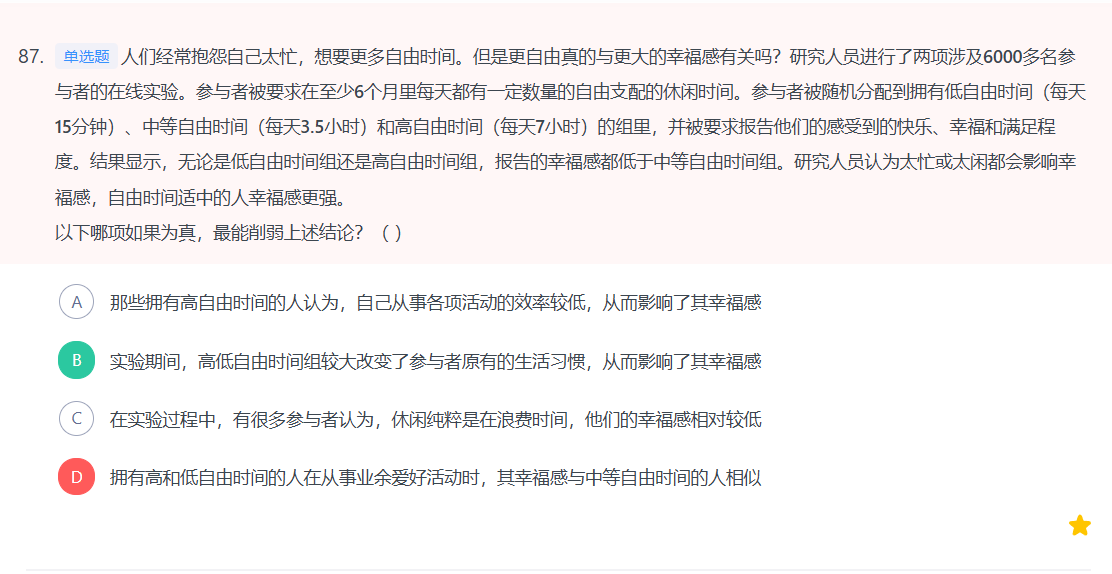 87. 单选题 人们经常抱怨自己太忙，想要更多自由时间。但是更自由真的与更大的幸福感有关吗？研究人员进行了两项涉及6000多名参
与者的在线实验。参与者被要求在至少6个月里每天都有一定数量的自由支配的休闲时间。参与者被随机分配到拥有低自由时间（每天
15分钟）、中等自由时间（每天3.5小时）和高自由时间（每天7小时）的组里，并被要求报告他们的感受到的快乐、幸福和满足程
度。结果显示，无论是低自由时间组还是高自由时间组，报告的幸福感都低于中等自由时间组。研究人员认为太忙或太闲都会影响幸
福感，自由时间适中的人幸福感更强。
以下哪项如果为真，最能削弱上述结论？（ ）
A 那些拥有高自由时间的人认为，自己从事各项活动的效率较低，从而影响了其幸福感
B 实验期间，高低自由时间组较大改变了参与者原有的生活习惯，从而影响了其幸福感
C 在实验过程中，有很多参与者认为，休闲纯粹是在浪费时间，他们的幸福感相对较低
D 拥有高和低自由时间的人在从事业余爱好活动时，其幸福感与中等自由时间的人相似